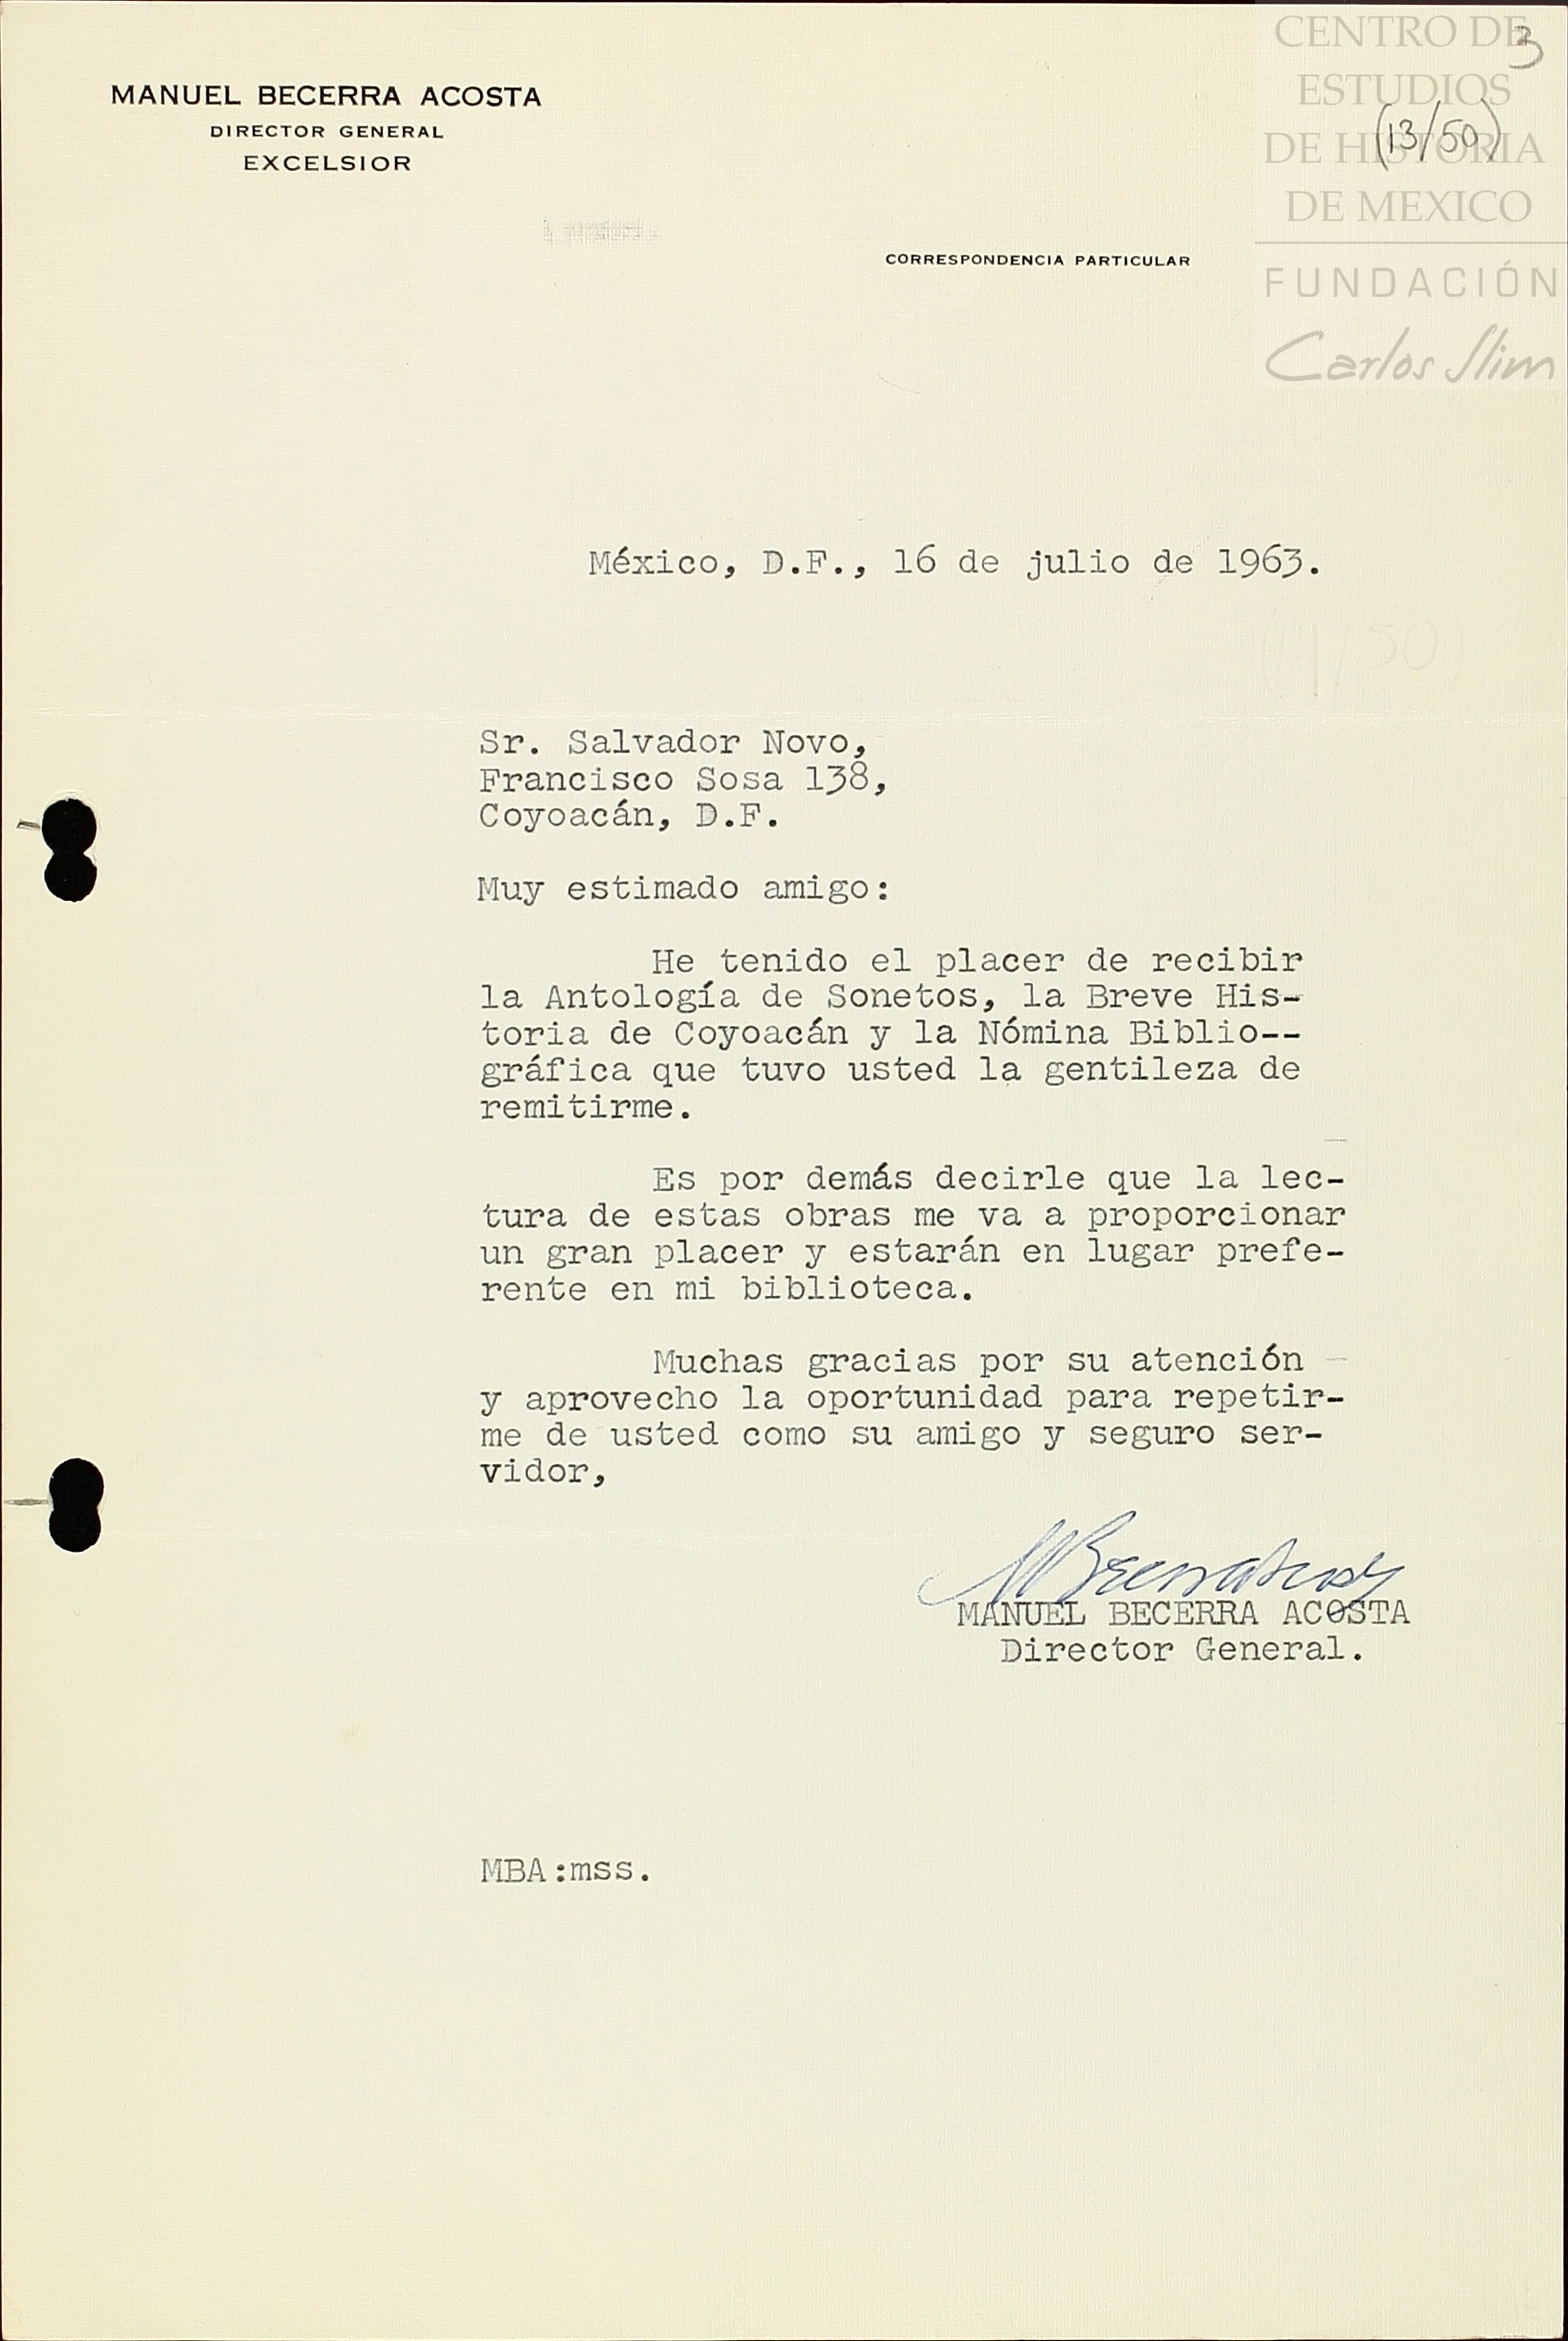 CENTRO DE
ESTUDIOS
DE HISTORIA
DE MEXICO
FUNDACIÓN
Carlos Slim
3
(13/50)
MANUEL BECERRA ACOSTA
DIRECTOR GENERAL
EXCELSIOR
CORRESPONDENCIA PARTICULAR
México, D.F., 16 de julio de 1963.
(14/50)
Sr. Salvador Novo,
Francisco Sosa 138,
Coyoacán, D.F.
Muy estimado amigo:
He tenido el placer de recibir
la Antología de Sonetos, la Breve His-
toria de Coyoacán y la Nómina Biblio--
gráfica que tuvo usted la gentileza de
remitirme.
Es por demás decirle que la lec-
tura de estas obras me va a proporcionar
un gran placer y estarán en lugar prefe-
rente en mi biblioteca.
Muchas gracias por su atención
y aprovecho la oportunidad para repetir-
me de usted como su amigo y seguro ser-
vidor,
MANUEL BECERRA ACOSTA
Director General.
MBA:mss.